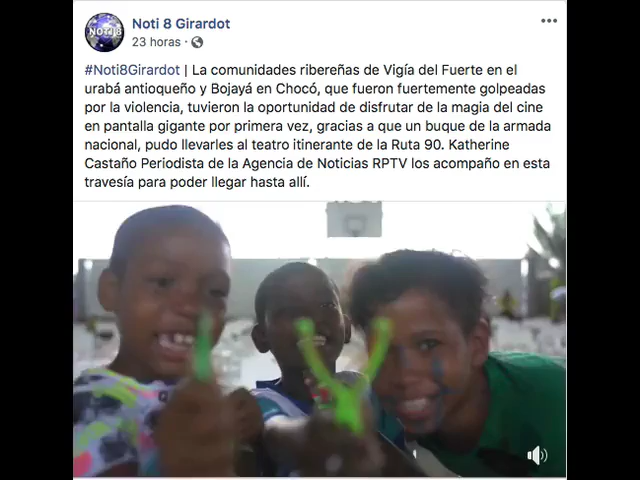 Noti 8 Girardot
23 horas ·
NOTI 8
#Noti8Girardot | La comunidades ribereñas de Vigía del Fuerte en el
urabá antioqueño y Bojayá en Chocó, que fueron fuertemente golpeadas
por la violencia, tuvieron la oportunidad de disfrutar de la magia del cine
en pantalla gigante por primera vez, gracias a que un buque de la armada
nacional, pudo llevarles al teatro itinerante de la Ruta 90. Katherine
Castaño Periodista de la Agencia de Noticias RPTV los acompaño en esta
travesía para poder llegar hasta allí.